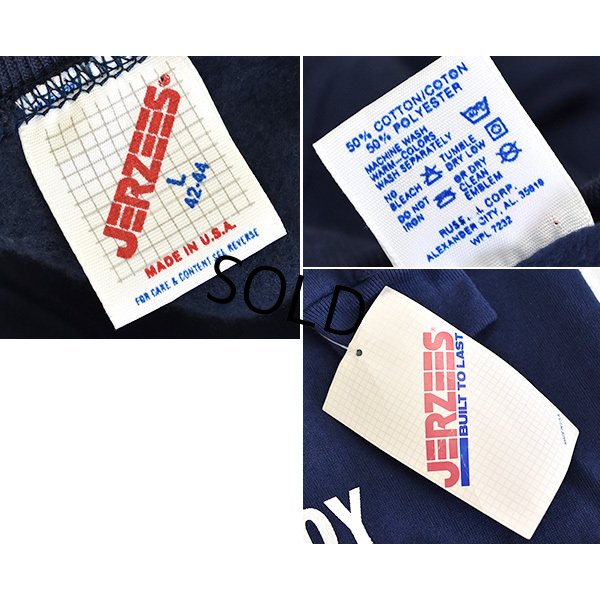 JERZEES®
L
42-44
MADE IN U.S.A.
FOR CARE & CONTENT SEE REVERSE
50% COTTON/COTON
50% POLYESTER
MACHINE WASH
WARM-COLORS
WASH SEPARATELY
NO BLEACH
TUMBLE DRY LOW
DO NOT IRON
OR DRY CLEAN
EMBLEM
RUSS. CORP.
ALEXANDER CITY, AL. 35010
WPL 7232
SOLD
JERZEES®
BUILT TO LAST